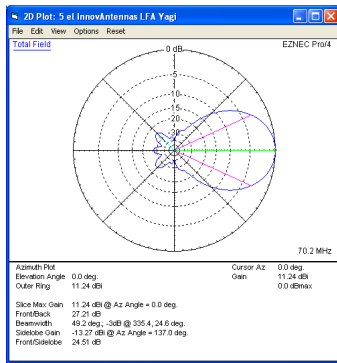 2D Plot: 5 el InnovAntennas LFA Yagi
File Edit View Options Reset
Total Field
0 dB
EZNEC Pro/4
-5
-10
-15
-20
-30
70.2 MHz
Azimuth Plot
Elevation Angle 0.0 deg.
Outer Ring 11.24 dBi
Cursor Az 0.0 deg.
Gain 11.24 dBi
0.0 dBmax
Slice Max Gain 11.24 dBi @ Az Angle = 0.0 deg.
Front/Back 27.21 dB
Beamwidth 49.2 deg.; -3dB @ 335.4, 24.6 deg.
Sidelobe Gain -13.27 dBi @ Az Angle = 137.0 deg.
Front/Sidelobe 24.51 dB